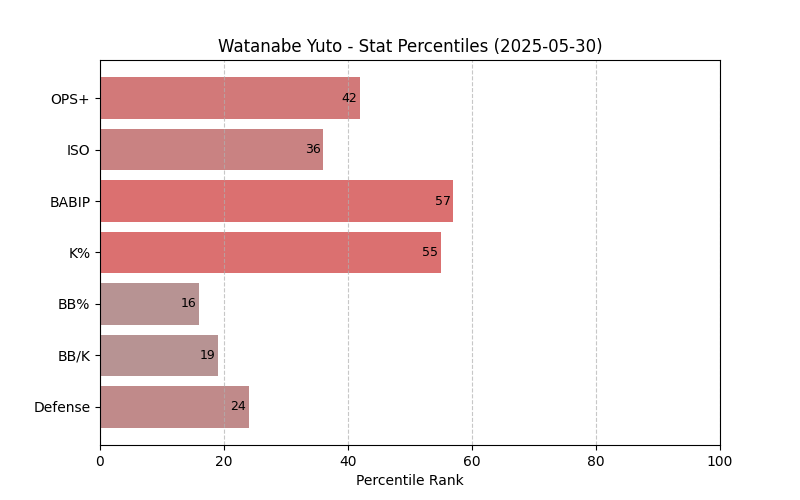 Watanabe Yuto - Stat Percentiles (2025-05-30)
OPS+ 42
ISO 36
BABIP 57
K% 55
BB% 16
BB/K 19
Defense 24
0 20 40 60 80 100
Percentile Rank